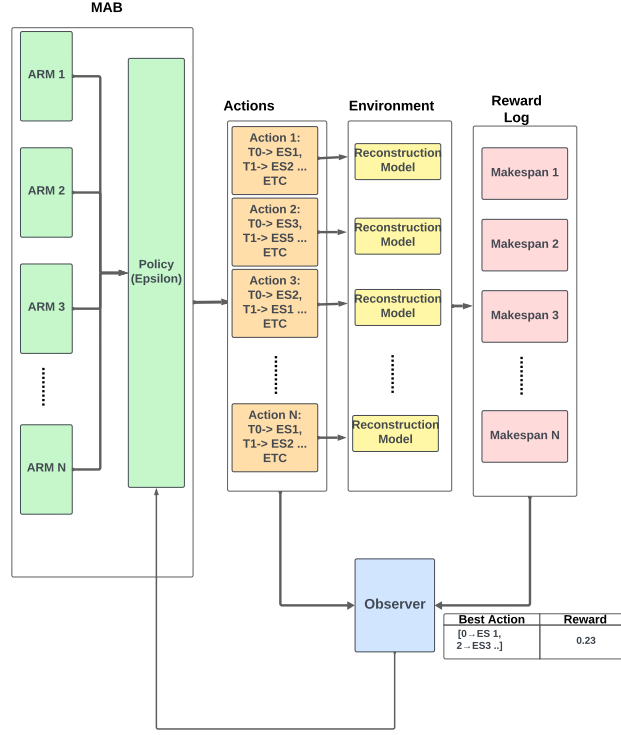 MAB
ARM 1
ARM 2
ARM 3
ARM N
Policy
(Epsilon)
Actions
Action 1:
T0-> ES1,
T1-> ES2 ...
ETC
Action 2:
T0-> ES3,
T1-> ES5 ...
ETC
Action 3:
T0-> ES2,
T1-> ES1 ...
ETC
Action N:
T0-> ES1,
T1-> ES2 ...
ETC
Environment
Reconstruction
Model
Reconstruction
Model
Reconstruction
Model
Reconstruction
Model
Reward
Log
Makespan 1
Makespan 2
Makespan 3
Makespan N
Observer
Best Action
Reward
[0→ES 1,
2→ES3 ..]
0.23